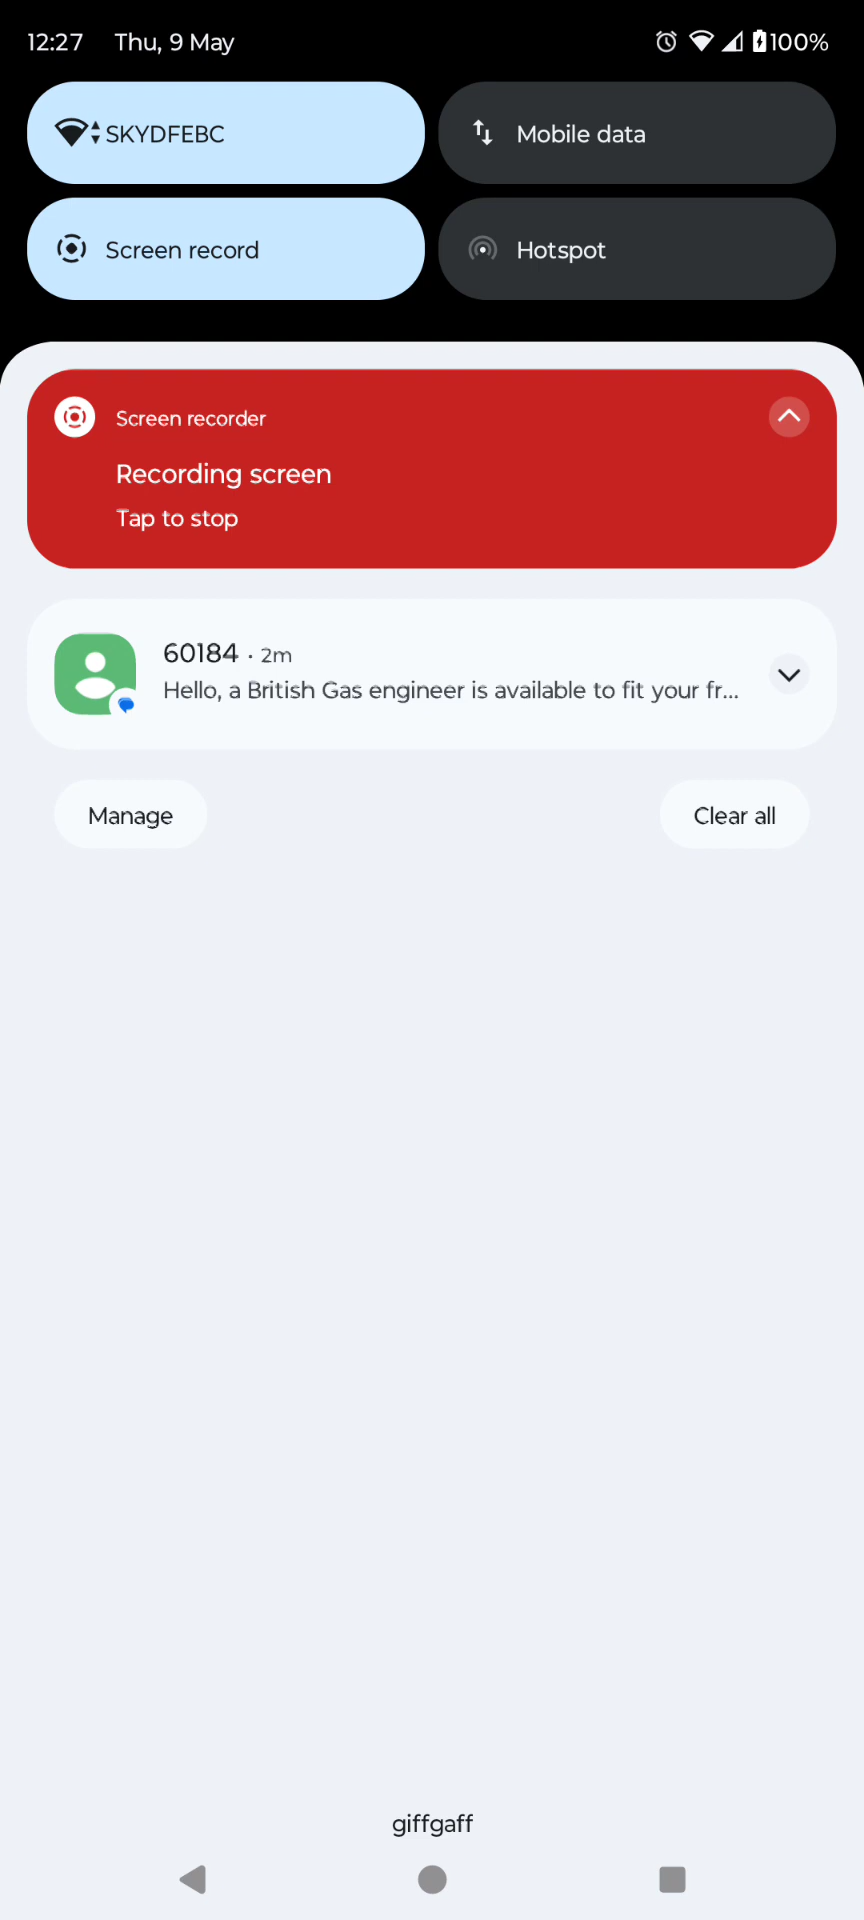 12:27 Thu, 9 May 100%
SKYDFEBC Mobile data
Screen record Hotspot
Screen recorder
Recording screen
Tap to stop
60184 · 2m
Hello, a British Gas engineer is available to fit your fr...
Manage Clear all
giffgaff